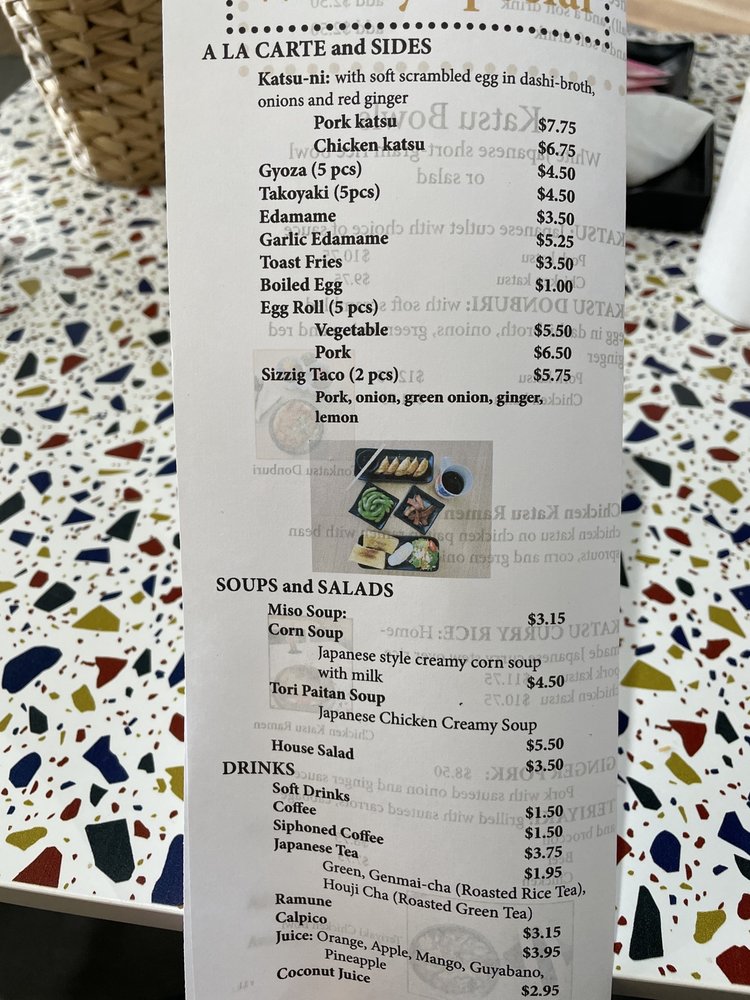 A LA CARTE and SIDES
Katsu-ni: with soft scrambled egg in dashi-broth,
onions and red ginger
Pork katsu $7.75
Chicken katsu $6.75
Gyoza (5 pcs) $4.50
Takoyaki (5pcs) $4.50
Edamame $3.50
Garlic Edamame $5.25
Toast Fries $3.50
Boiled Egg $1.00
Egg Roll (5 pcs)
Vegetable $5.50
Pork $6.50
Sizzig Taco (2 pcs) $5.75
Pork, onion, green onion, ginger,
lemon
SOUPS and SALADS
Miso Soup: $3.15
Corn Soup
Japanese style creamy corn soup
with milk $4.50
Tori Paitan Soup
Japanese Chicken Creamy Soup
$5.50
House Salad $3.50
DRINKS
Soft Drinks $1.50
Coffee $1.50
Siphoned Coffee $3.75
Japanese Tea $1.95
Green, Genmai-cha (Roasted Rice Tea),
Houji Cha (Roasted Green Tea)
Ramune $3.15
Calpico $3.95
Juice: Orange, Apple, Mango, Guyabano,
Pineapple $2.95
Coconut Juice